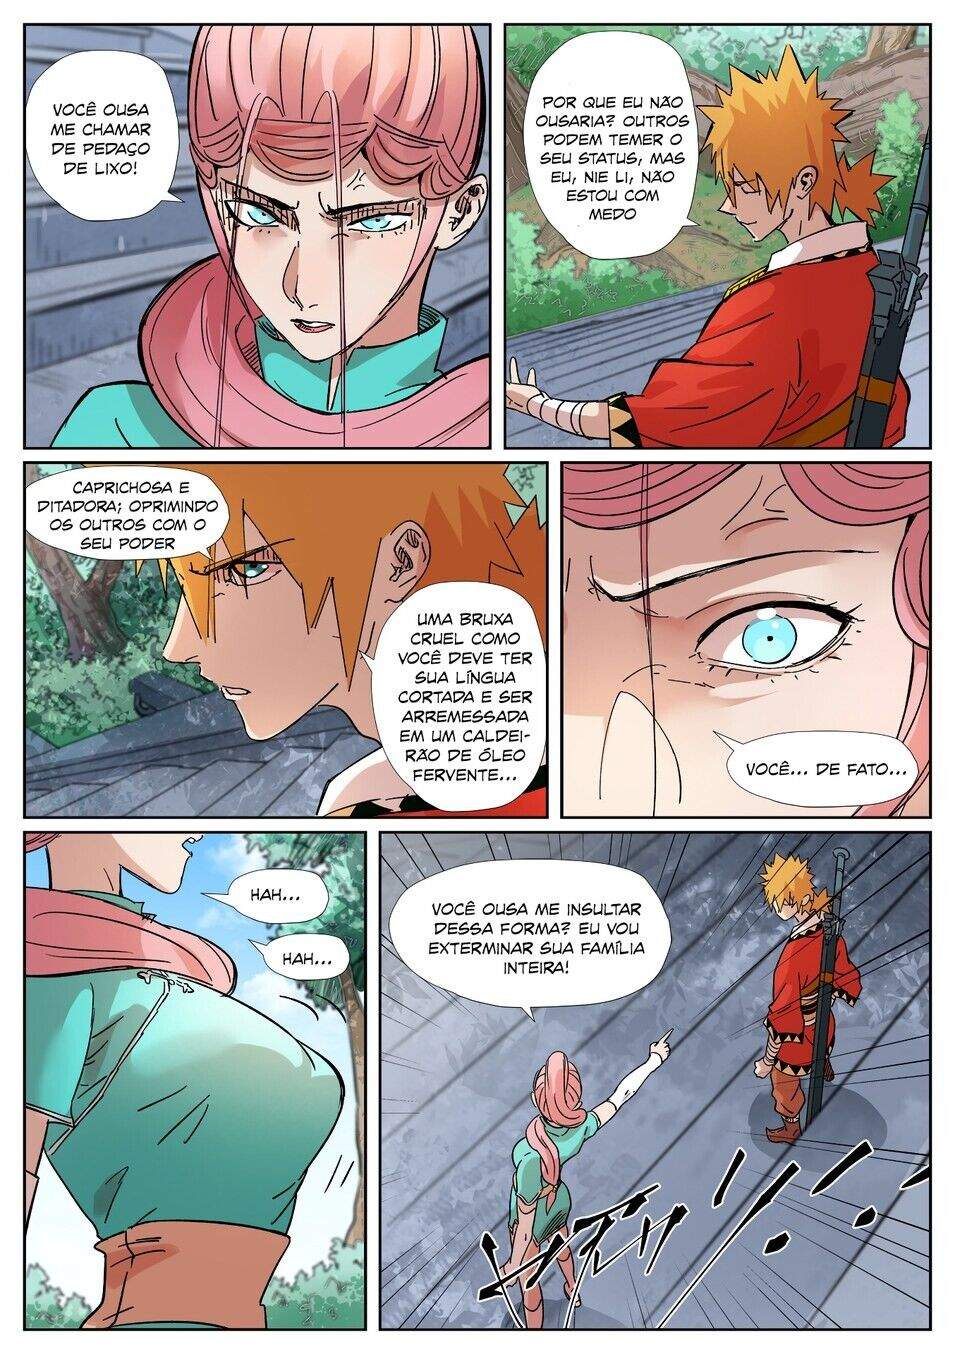 VOCÊ OUSA
ME CHAMAR
DE PEDAÇO
DE LIXO!
POR QUE EU NÃO
OUSARIA? OUTROS
PODEM TEMER O
SEU STATUS, MAS
EU, NIE LI, NÃO
ESTOU COM
MEDO
CAPRICHOSA E
DITADORA; OPRIMINDO
OS OUTROS COM O
SEU PODER
UMA BRUXA
CRUEL COMO
VOCÊ DEVE TER
SUA LÍNGUA
CORTADA E SER
ARREMESSADA
EM UM CALDEI-
RÃO DE ÓLEO
FERVENTE...
VOCÊ... DE FATO...
HAH...
HAH...
VOCÊ OUSA ME INSULTAR
DESSA FORMA? EU VOU
EXTERMINAR SUA FAMÍLIA
INTEIRA!